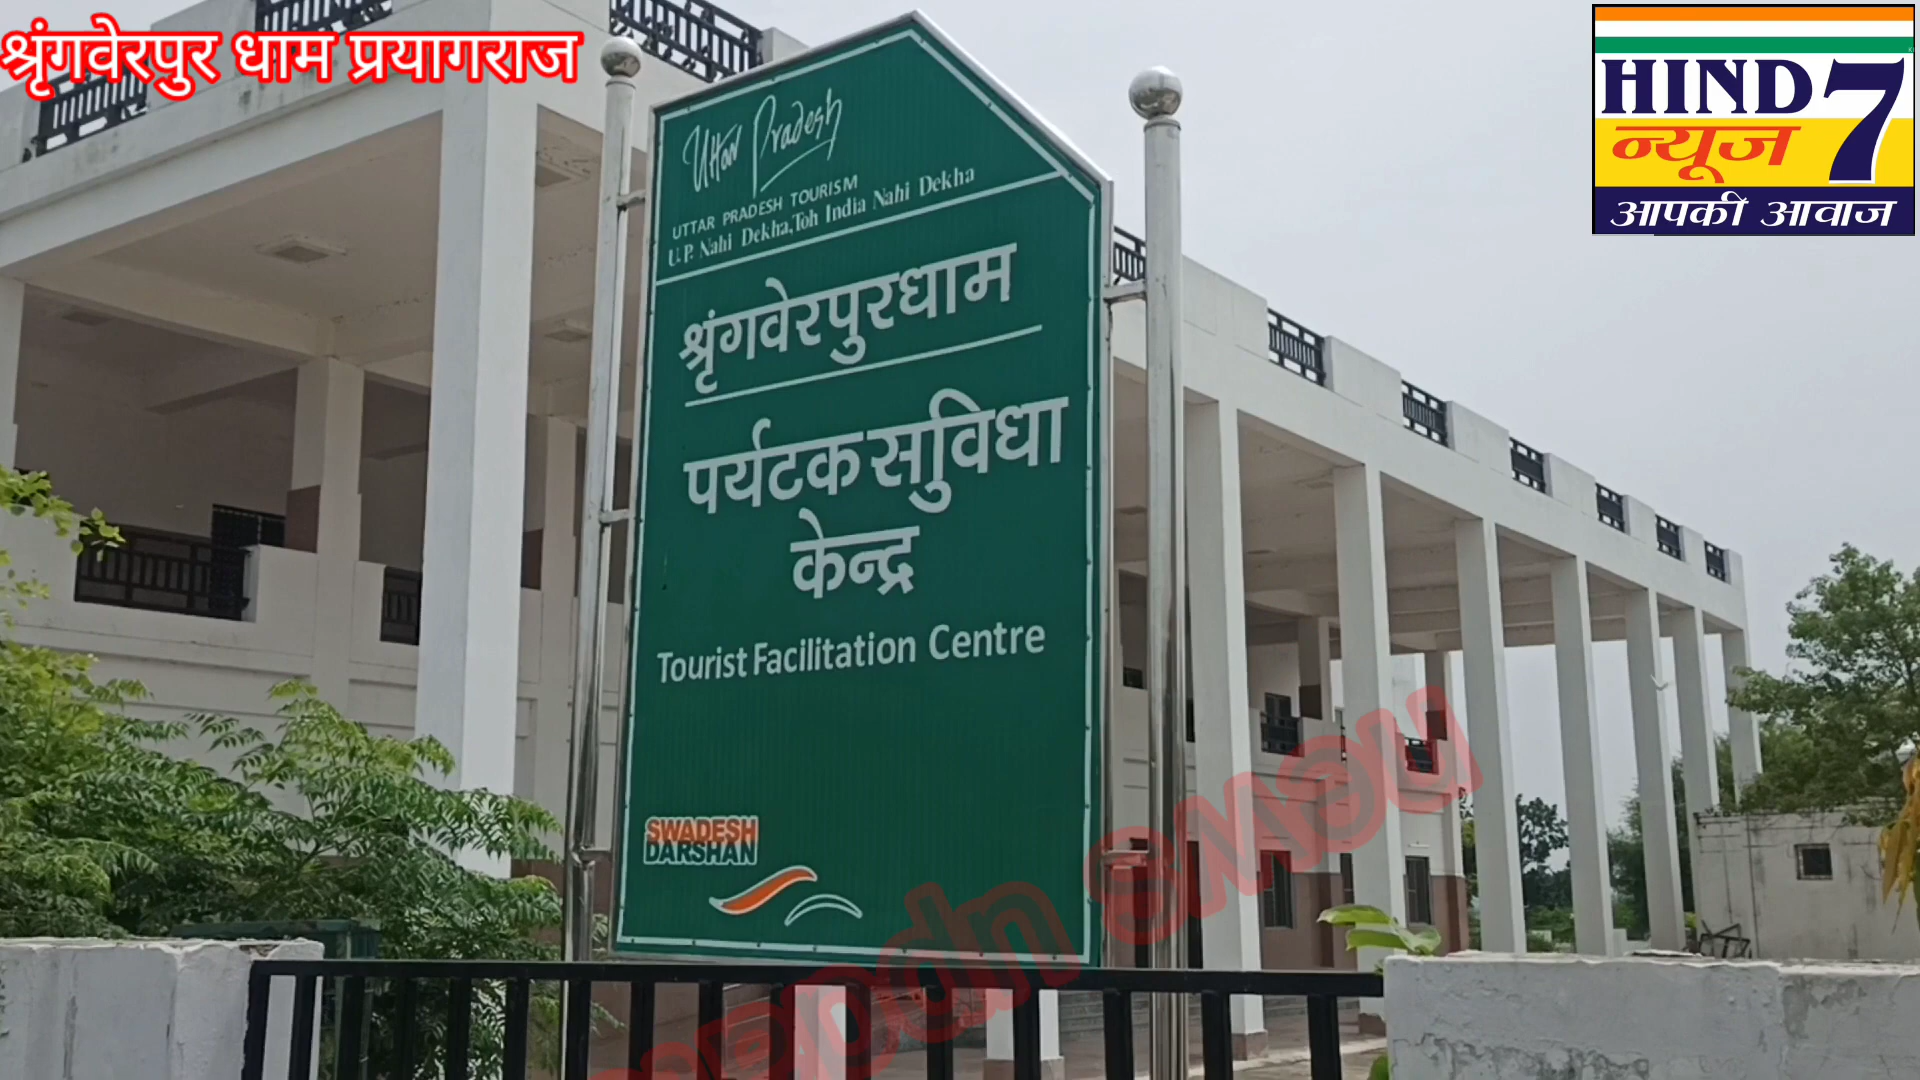 श्रृंगवेरपुर धाम प्रयागराज
HIND 7
न्यूज
आपकी आवाज
Uttar Pradesh
UTTAR PRADESH TOURISM
U.P. Nahi Dekha, Toh India Nahi Dekha
श्रृंगवेरपुरधाम
पर्यटक सुविधा
केन्द्र
Tourist Facilitation Centre
SWADESH
DARSHAN